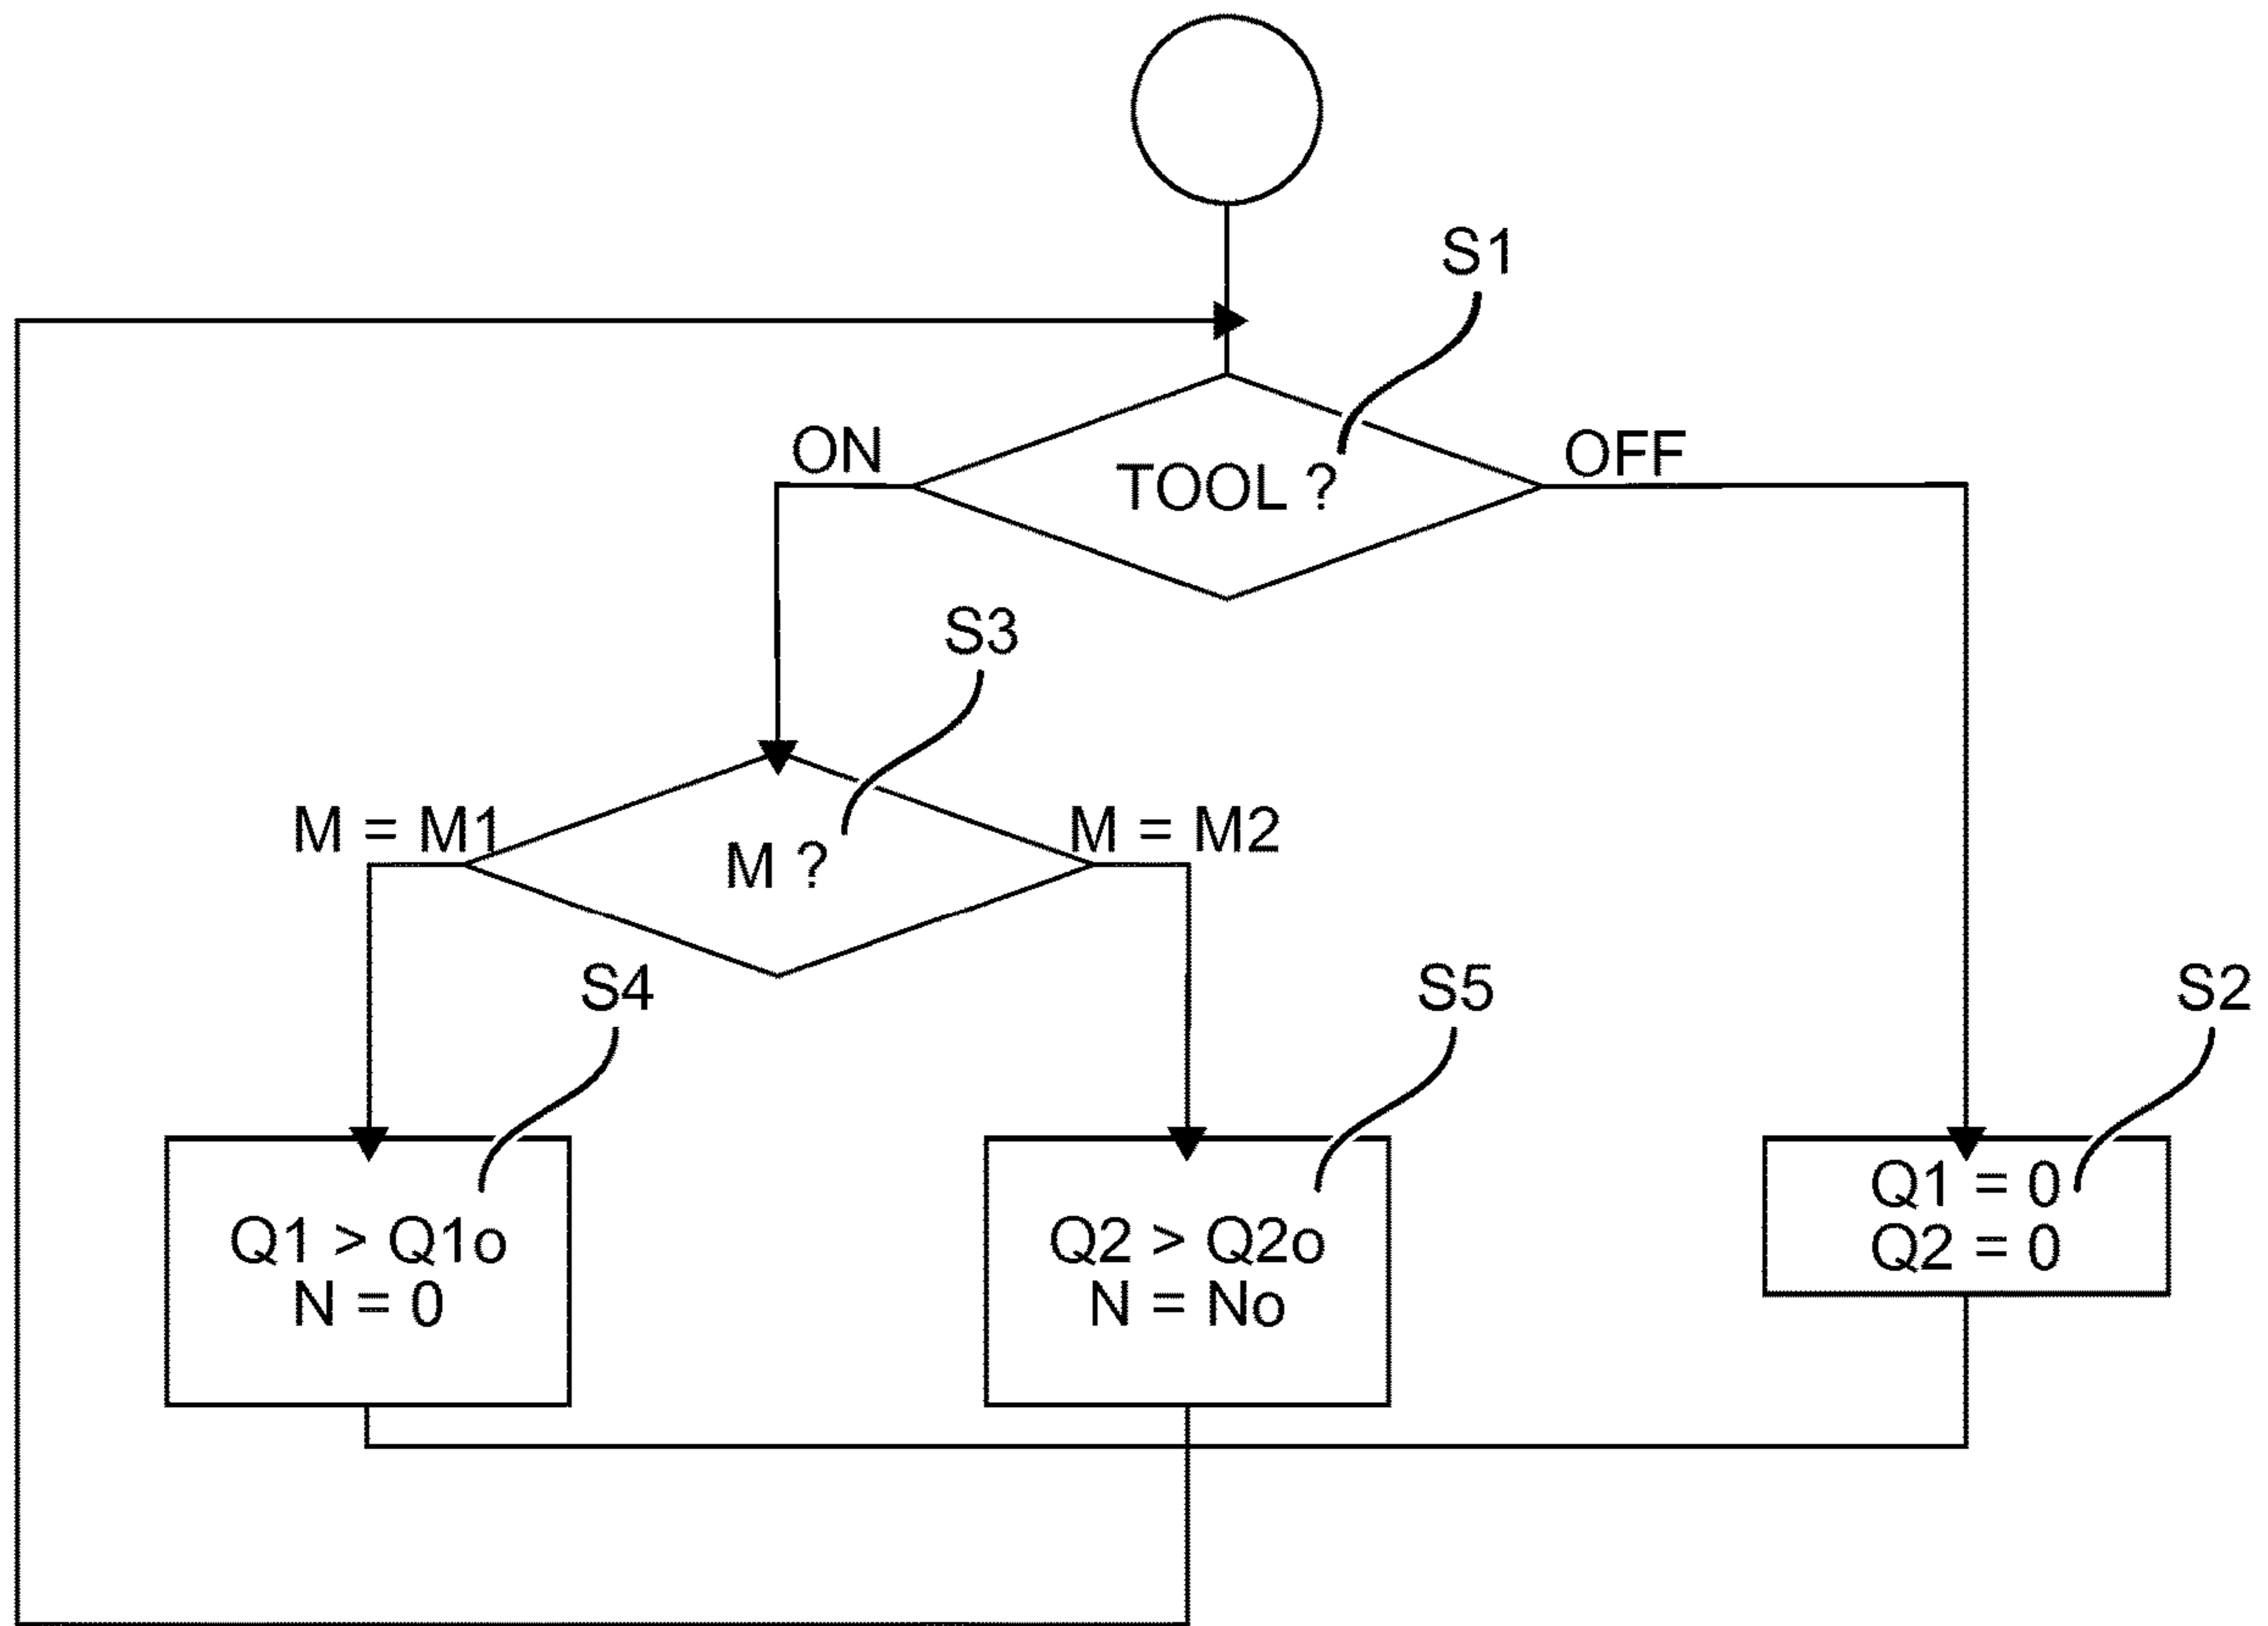 S1
ON
OFF
TOOL ?
S3
M = M1
M = M2
M ?
S4
S5
S2
Q1 > Q1o
N = 0
Q2 > Q2o
N = No
Q1 = 0
Q2 = 0